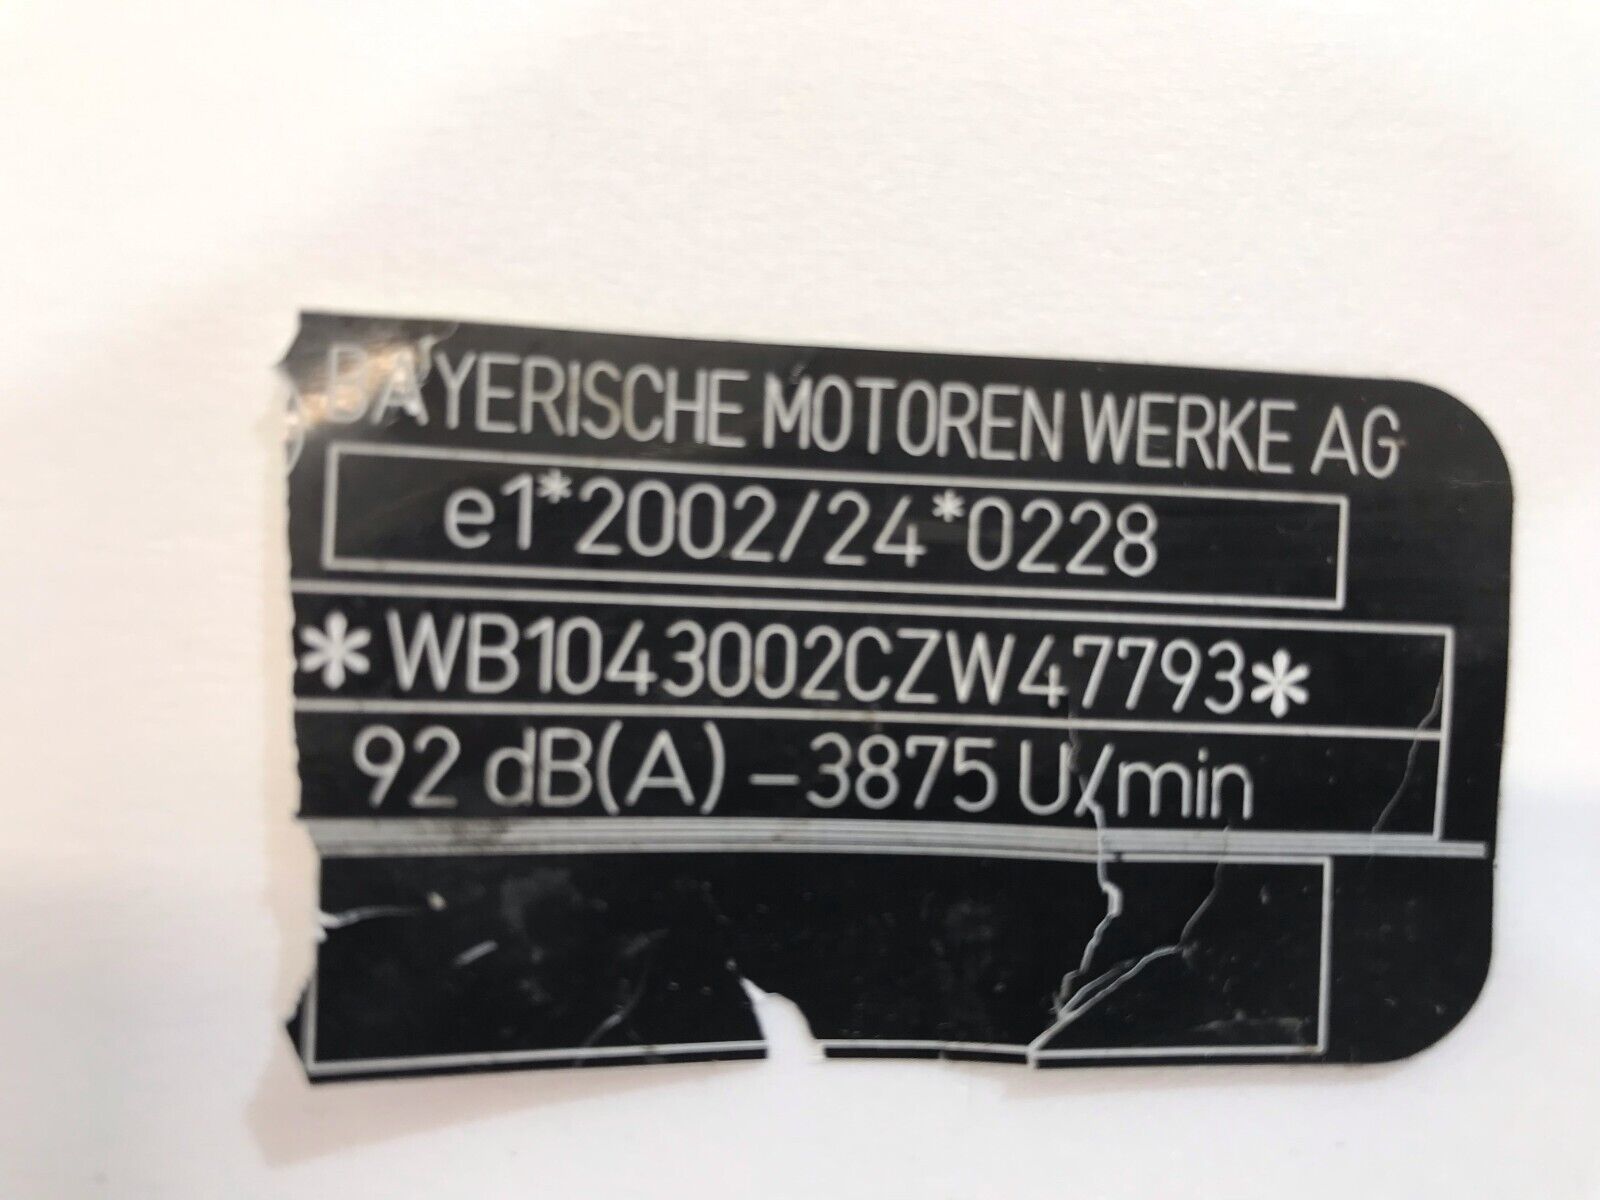 BAYERISCHE MOTOREN WERKE AG
e1*2002/24*0228
*WB1043002CZW47793*
92 dB(A) – 3875 U/min